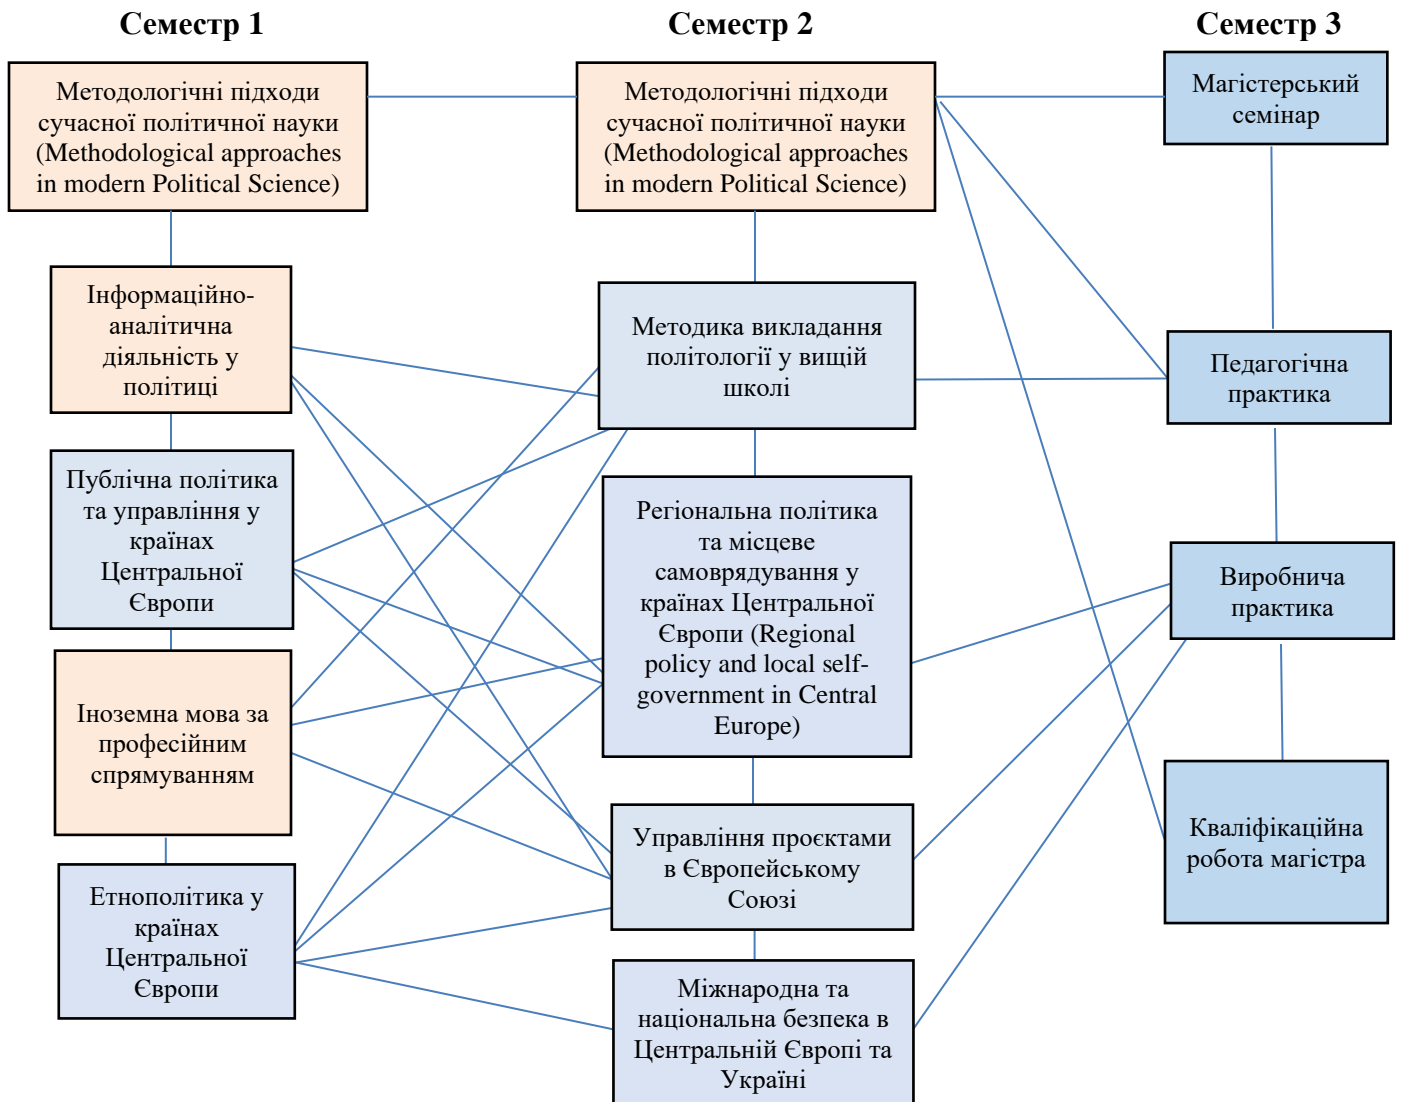 Семестр 1
Методологічні підходи
сучасної політичної науки
(Methodological approaches
in modern Political Science)
Інформаційно-
аналітична
діяльність у
політиці
Публічна політика
та управління у
країнах
Центральної
Європи
Іноземна мова за
професійним
спрямуванням
Етнополітика у
країнах
Центральної
Європи
Семестр 2
Методологічні підходи
сучасної політичної науки
(Methodological approaches
in modern Political Science)
Методика викладання
політології у вищій
школі
Регіональна політика
та місцеве
самоврядування у
країнах Центральної
Європи (Regional
policy and local self-
government in Central
Europe)
Управління проєктами
в Європейському
Союзі
Міжнародна та
національна безпека в
Центральній Європі та
Україні
Семестр 3
Магістерський
семінар
Педагогічна
практика
Виробнича
практика
Кваліфікаційна
робота магістра